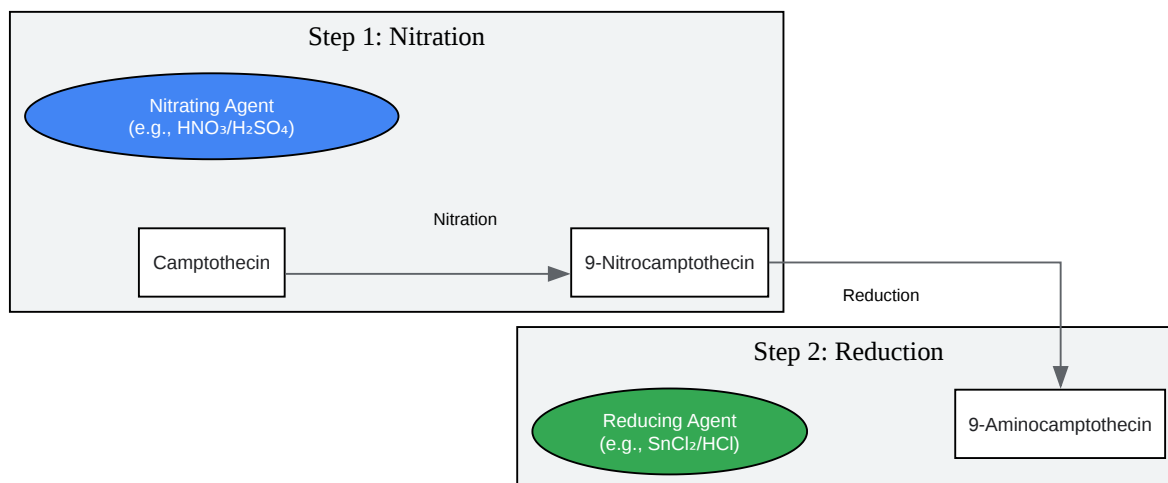 Step 1: Nitration
Nitrating Agent
(e.g., HNO₃/H₂SO₄)
Nitration
Camptothecin
9-Nitrocamptothecin
Reduction
Step 2: Reduction
Reducing Agent
(e.g., SnCl₂/HCl)
9-Aminocamptothecin